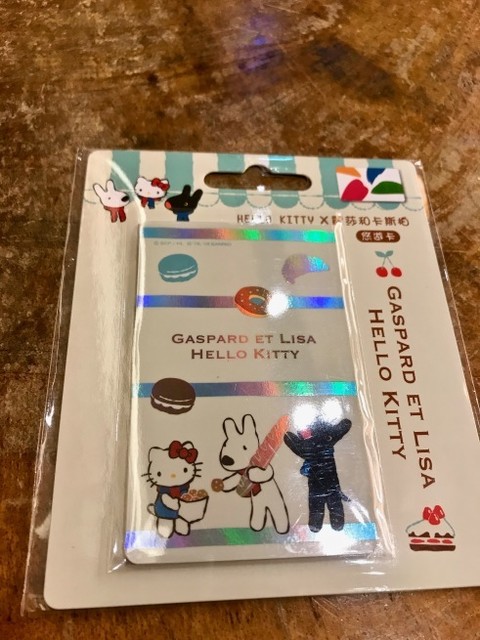 HELLO KITTY X麗莎和卡斯柏
悠遊卡
GASPARD ET LISA
HELLO KITTY
GASPARD ET LISA
HELLO KITTY